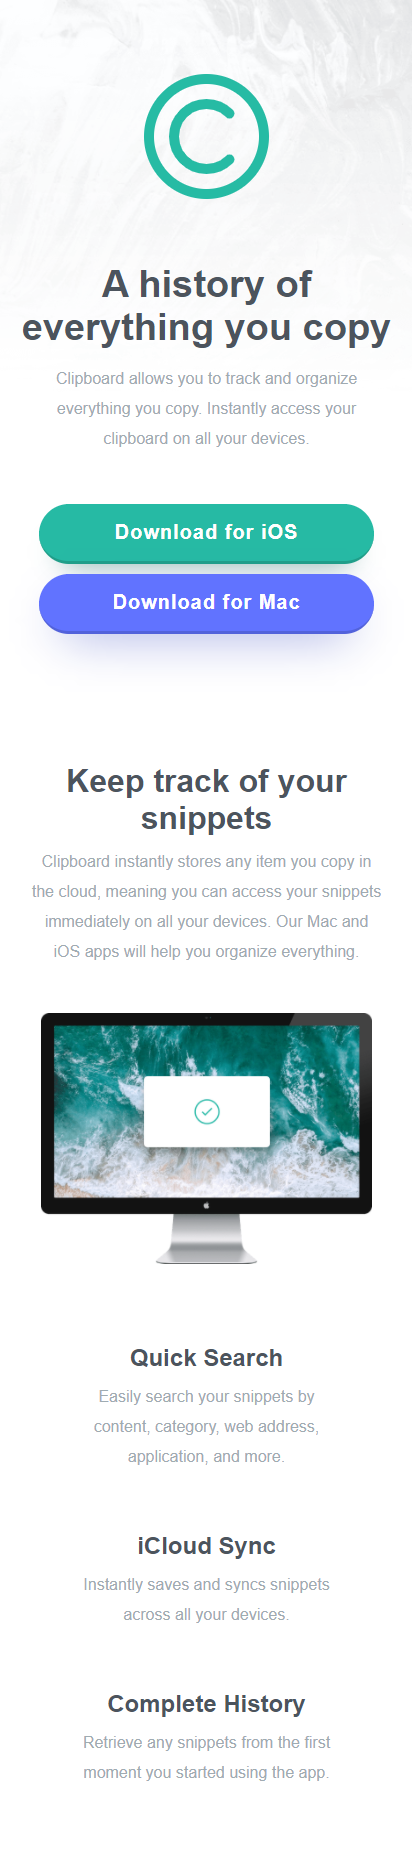 A history of
everything you copy
Clipboard allows you to track and organize
everything you copy. Instantly access your
clipboard on all your devices.
Download for iOS
Download for Mac
Keep track of your
snippets
Clipboard instantly stores any item you copy in
the cloud, meaning you can access your snippets
immediately on all your devices. Our Mac and
iOS apps will help you organize everything.
Quick Search
Easily search your snippets by
content, category, web address,
application, and more.
iCloud Sync
Instantly saves and syncs snippets
across all your devices.
Complete History
Retrieve any snippets from the first
moment you started using the app.